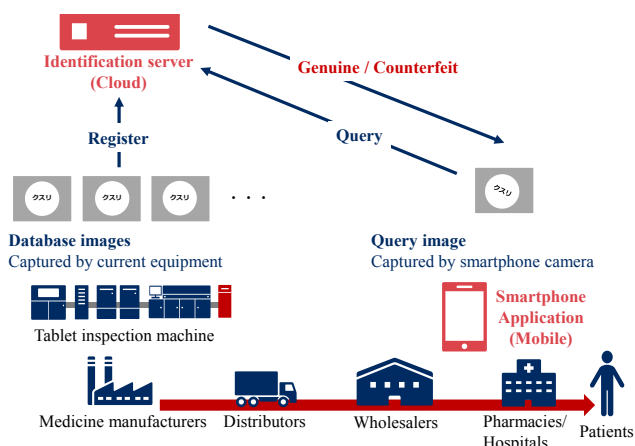 Identification server
(Cloud)
Genuine / Counterfeit
Register
Query
クスリ
クスリ
クスリ
. . .
クスリ
Database images
Captured by current equipment
Query image
Captured by smartphone camera
Tablet inspection machine
Smartphone
Application
(Mobile)
Medicine manufacturers
Distributors
Wholesalers
Pharmacies/
Hospitals
Patients